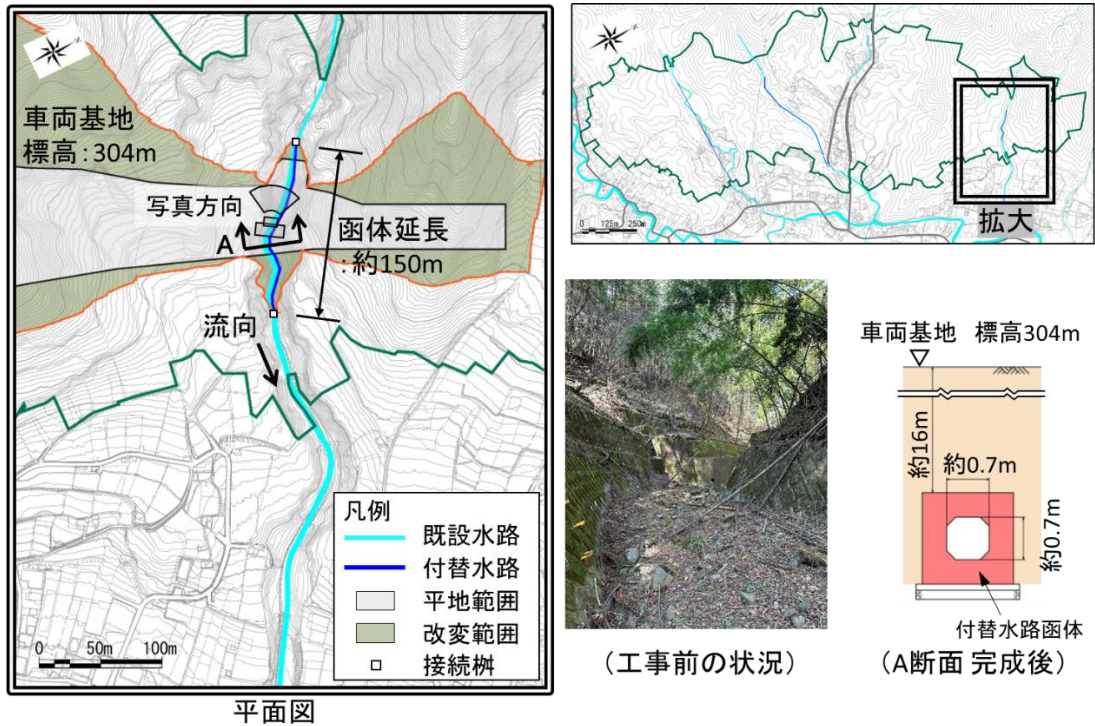 車両基地
標高：304m
写真方向
A
函体延長
：約150m
流向
凡例
既設水路
付替水路
平地範囲
改変範囲
接続桝
0 50m 100m
平面図
0 125m 250m
拡大
（工事前の状況）
車両基地 標高304m
約16m
約0.7m
約0.7m
付替水路函体
（A断面 完成後）